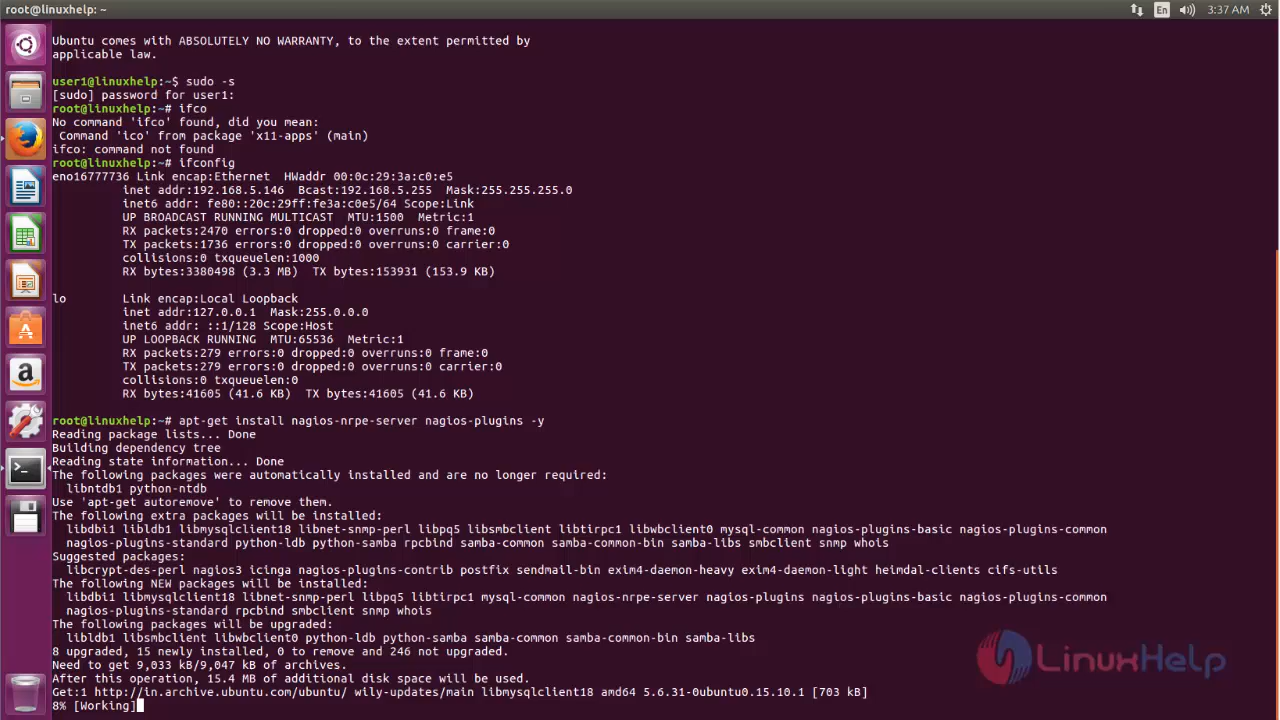 root@linuxhelp: ~
En
3:37 AM
Ubuntu comes with ABSOLUTELY NO WARRANTY, to the extent permitted by
applicable law.
user1@linuxhelp:~$ sudo -s
[sudo] password for user1:
root@linuxhelp:~# ifco
No command 'ifco' found, did you mean:
 Command 'ico' from package 'x11-apps' (main)
ifco: command not found
root@linuxhelp:~# ifconfig
eno16777736 Link encap:Ethernet  HWaddr 00:0c:29:3a:c0:e5
          inet addr:192.168.5.146  Bcast:192.168.5.255  Mask:255.255.255.0
          inet6 addr: fe80::20c:29ff:fe3a:c0e5/64 Scope:Link
          UP BROADCAST RUNNING MULTICAST  MTU:1500  Metric:1
          RX packets:2470 errors:0 dropped:0 overruns:0 frame:0
          TX packets:1736 errors:0 dropped:0 overruns:0 carrier:0
          collisions:0 txqueuelen:1000
          RX bytes:3380498 (3.3 MB)  TX bytes:153931 (153.9 KB)
lo        Link encap:Local Loopback
          inet addr:127.0.0.1  Mask:255.0.0.0
          inet6 addr: ::1/128 Scope:Host
          UP LOOPBACK RUNNING  MTU:65536  Metric:1
          RX packets:279 errors:0 dropped:0 overruns:0 frame:0
          TX packets:279 errors:0 dropped:0 overruns:0 carrier:0
          collisions:0 txqueuelen:0
          RX bytes:41605 (41.6 KB)  TX bytes:41605 (41.6 KB)
root@linuxhelp:~# apt-get install nagios-nrpe-server nagios-plugins -y
Reading package lists... Done
Building dependency tree
Reading state information... Done
The following packages were automatically installed and are no longer required:
  libntdb1 python-ntdb
Use 'apt-get autoremove' to remove them.
The following extra packages will be installed:
  libdbi1 libldb1 libmysqlclient18 libnet-snmp-perl libpq5 libsmbclient libtirpc1 libwbclient0 mysql-common nagios-plugins-basic nagios-plugins-common
  nagios-plugins-standard python-ldb python-samba rpcbind samba-common samba-common-bin samba-libs smbclient snmp whois
Suggested packages:
  libcrypt-des-perl nagios3 icinga nagios-plugins-contrib postfix sendmail-bin exim4-daemon-heavy exim4-daemon-light heimdal-clients cifs-utils
The following NEW packages will be installed:
  libdbi1 libmysqlclient18 libnet-snmp-perl libpq5 libtirpc1 mysql-common nagios-nrpe-server nagios-plugins nagios-plugins-basic nagios-plugins-common
  nagios-plugins-standard rpcbind smbclient snmp whois
The following packages will be upgraded:
  libldb1 libsmbclient libwbclient0 python-ldb python-samba samba-common samba-common-bin samba-libs
8 upgraded, 15 newly installed, 0 to remove and 246 not upgraded.
Need to get 9,033 kB/9,047 kB of archives.
After this operation, 15.4 MB of additional disk space will be used.
Get:1 http://in.archive.ubuntu.com/ubuntu/ wily-updates/main libmysqlclient18 amd64 5.6.31-0ubuntu0.15.10.1 [703 kB]
8% [Working]
LinuxHelp